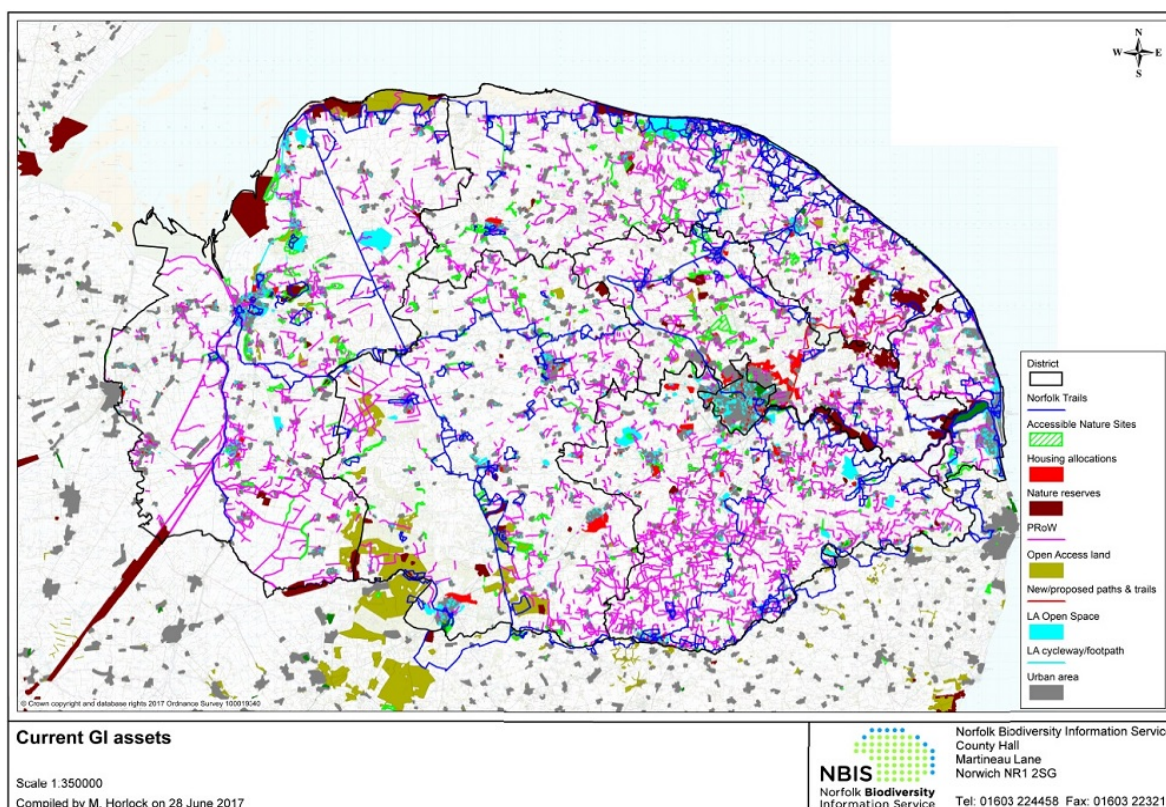 N
W E
S
District
Norfolk Trails
Accessible Nature Sites
Housing allocations
Nature reserves
PRoW
Open Access land
New/proposed paths & trails
LA Open Space
LA cycleway/footpath
Urban area
© Crown copyright and database rights 2017 Ordnance Survey 100019340
Current GI assets
Scale 1:350000
Compiled by M. Horlock on 28 June 2017
NBIS
Norfolk Biodiversity
Information Service
Norfolk Biodiversity Information Servic
County Hall
Martineau Lane
Norwich NR1 2SG
Tel: 01603 224458 Fax: 01603 22321